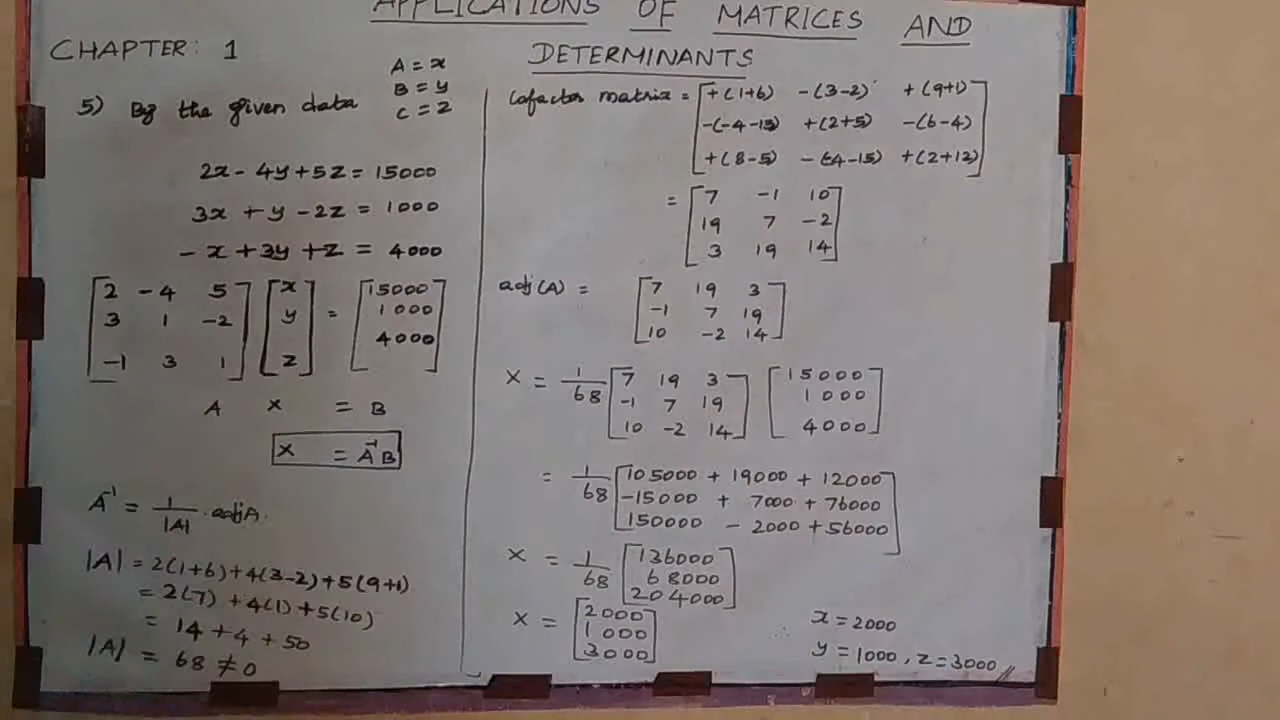 APPLICATIONS OF MATRICES AND
DETERMINANTS
CHAPTER: 1
5) By the given data
A = x
B = y
C = z
2x - 4y + 5z = 15000
3x + y - 2z = 1000
- x + 3y + z = 4000
[2 -4 5] [x] = [15000]
[3 1 -2] [y] [1000]
[-1 3 1] [z] [4000]
A X = B
X = A⁻¹B
A⁻¹ = 1/|A| · adjA.
|A| = 2(1+6)+4(3-2)+5(9+1)
= 2(7) + 4(1) + 5(10)
= 14 + 4 + 50
|A| = 68 ≠ 0
Cofactor matrix = [+(1+6) -(3-2) +(9+1)]
[-(-4-15) +(2+5) -(6-4)]
[+(8-5) -(-4-15) +(2+12)]
= [7 -1 10]
[19 7 -2]
[3 19 14]
adj(A) = [7 19 3]
[-1 7 19]
[10 -2 14]
X = 1/68 [7 19 3] [15000]
[-1 7 19] [1000]
[10 -2 14] [4000]
= 1/68 [105000 + 19000 + 12000]
[-15000 + 7000 + 76000]
[150000 - 2000 + 56000]
X = 1/68 [136000]
[68000]
[204000]
X = [2000]
[1000]
[3000]
x = 2000
y = 1000, z = 3000 //